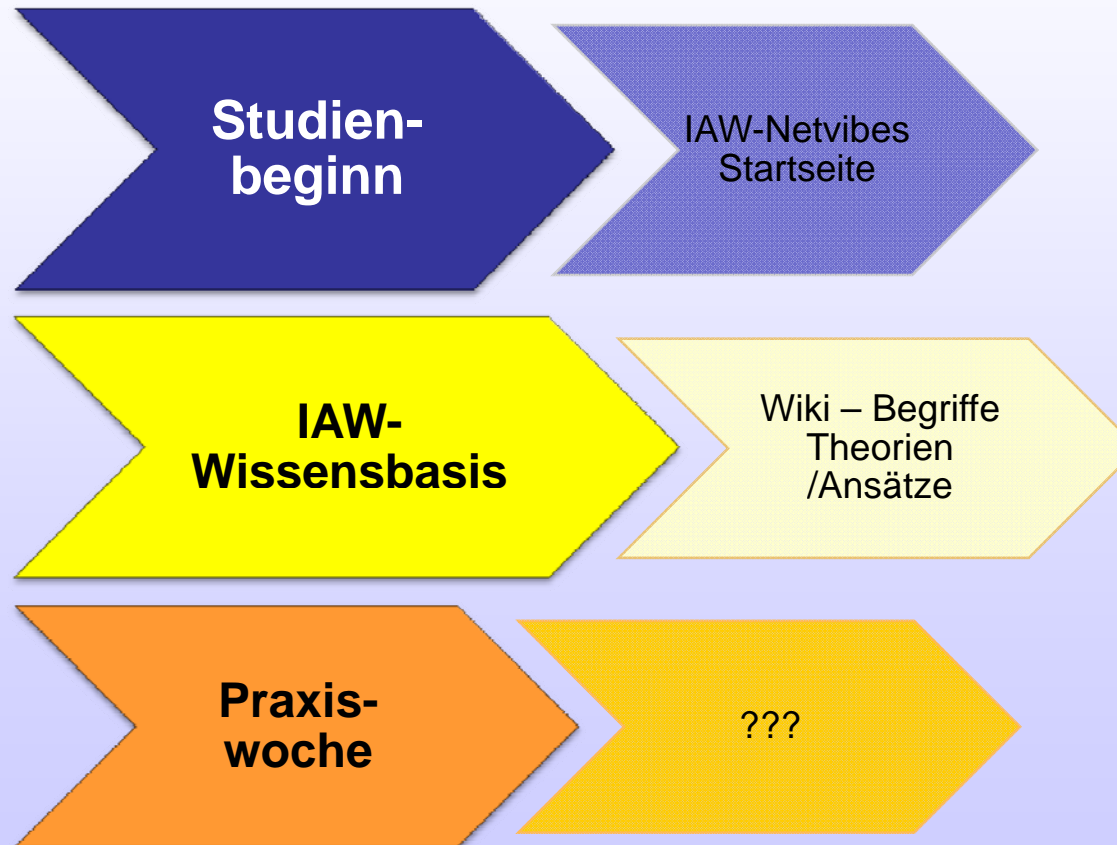 Studien-
beginn
IAW-Netvibes
Startseite
IAW-
Wissensbasis
Wiki – Begriffe
Theorien
/Ansätze
Praxis-
woche
???